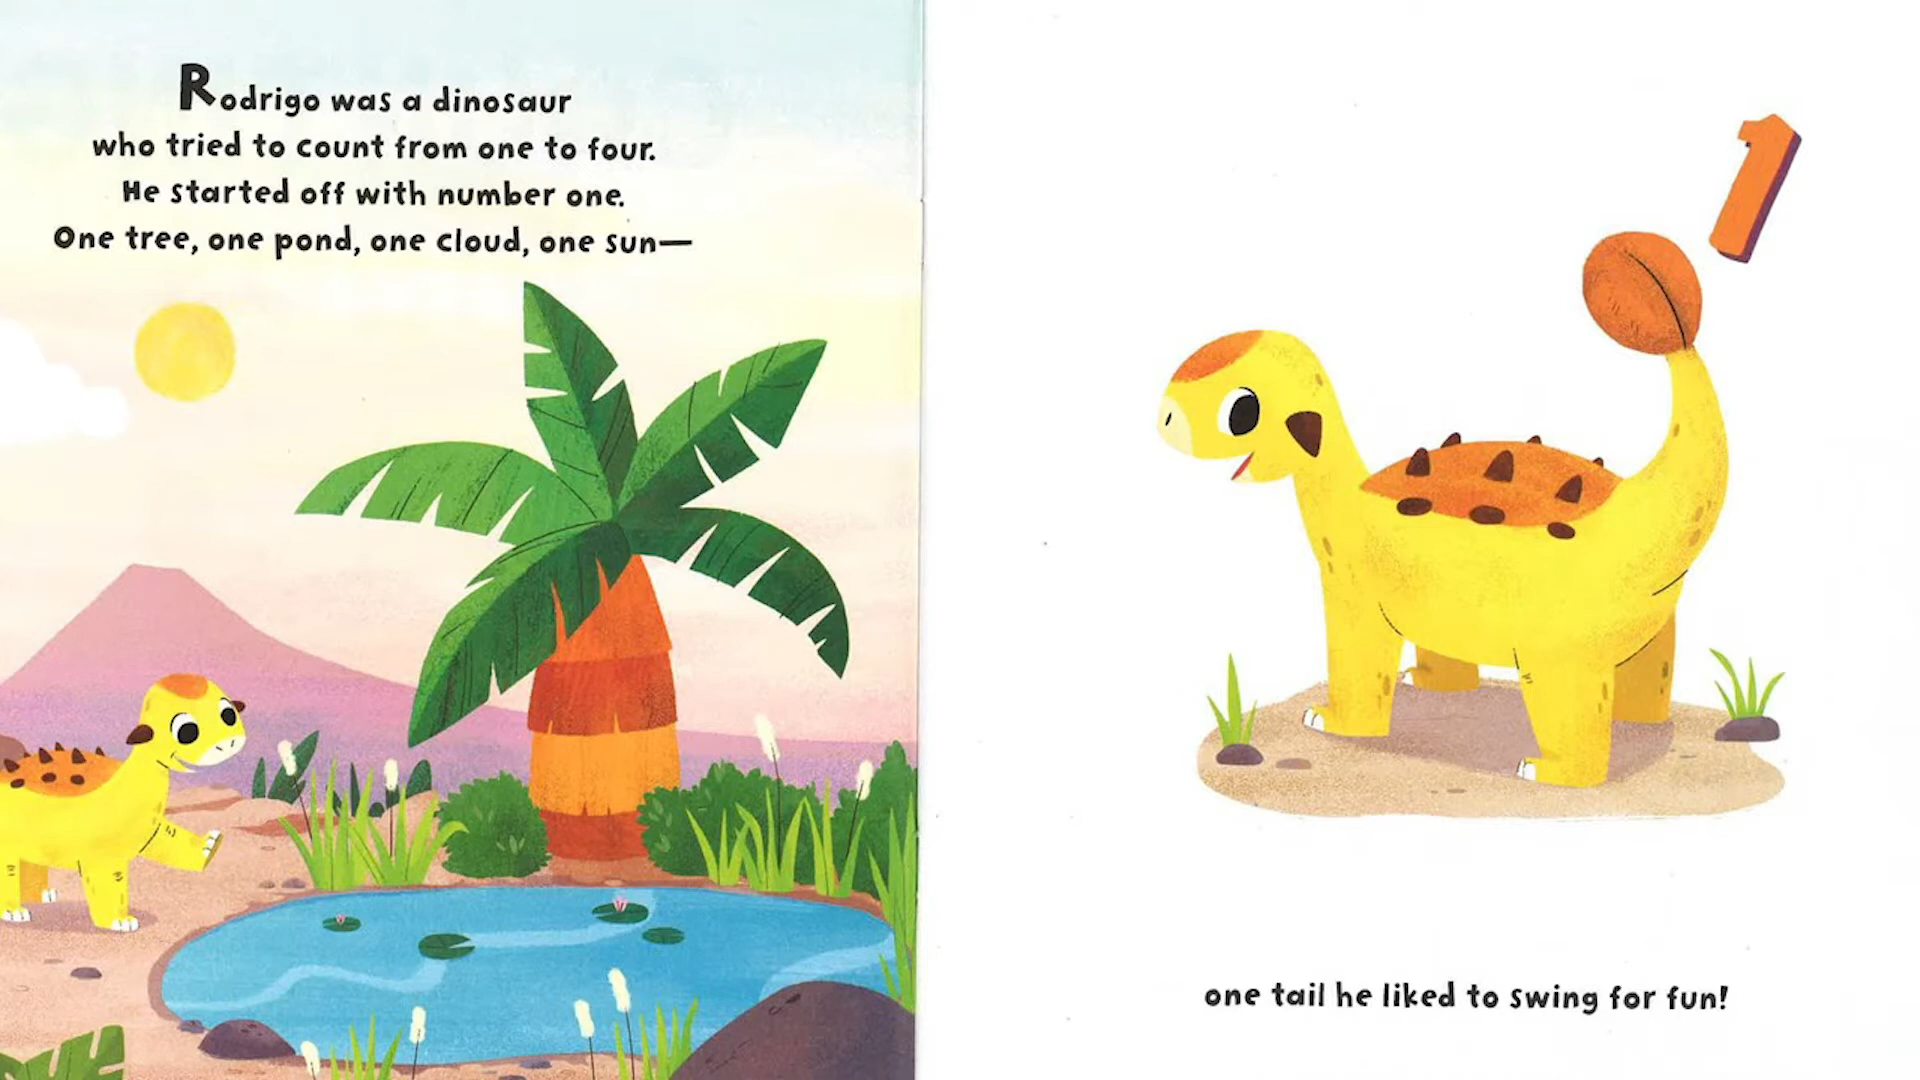 Rodrigo was a dinosaur
who tried to count from one to four.
He started off with number one.
One tree, one pond, one cloud, one sun—
1
one tail he liked to swing for fun!